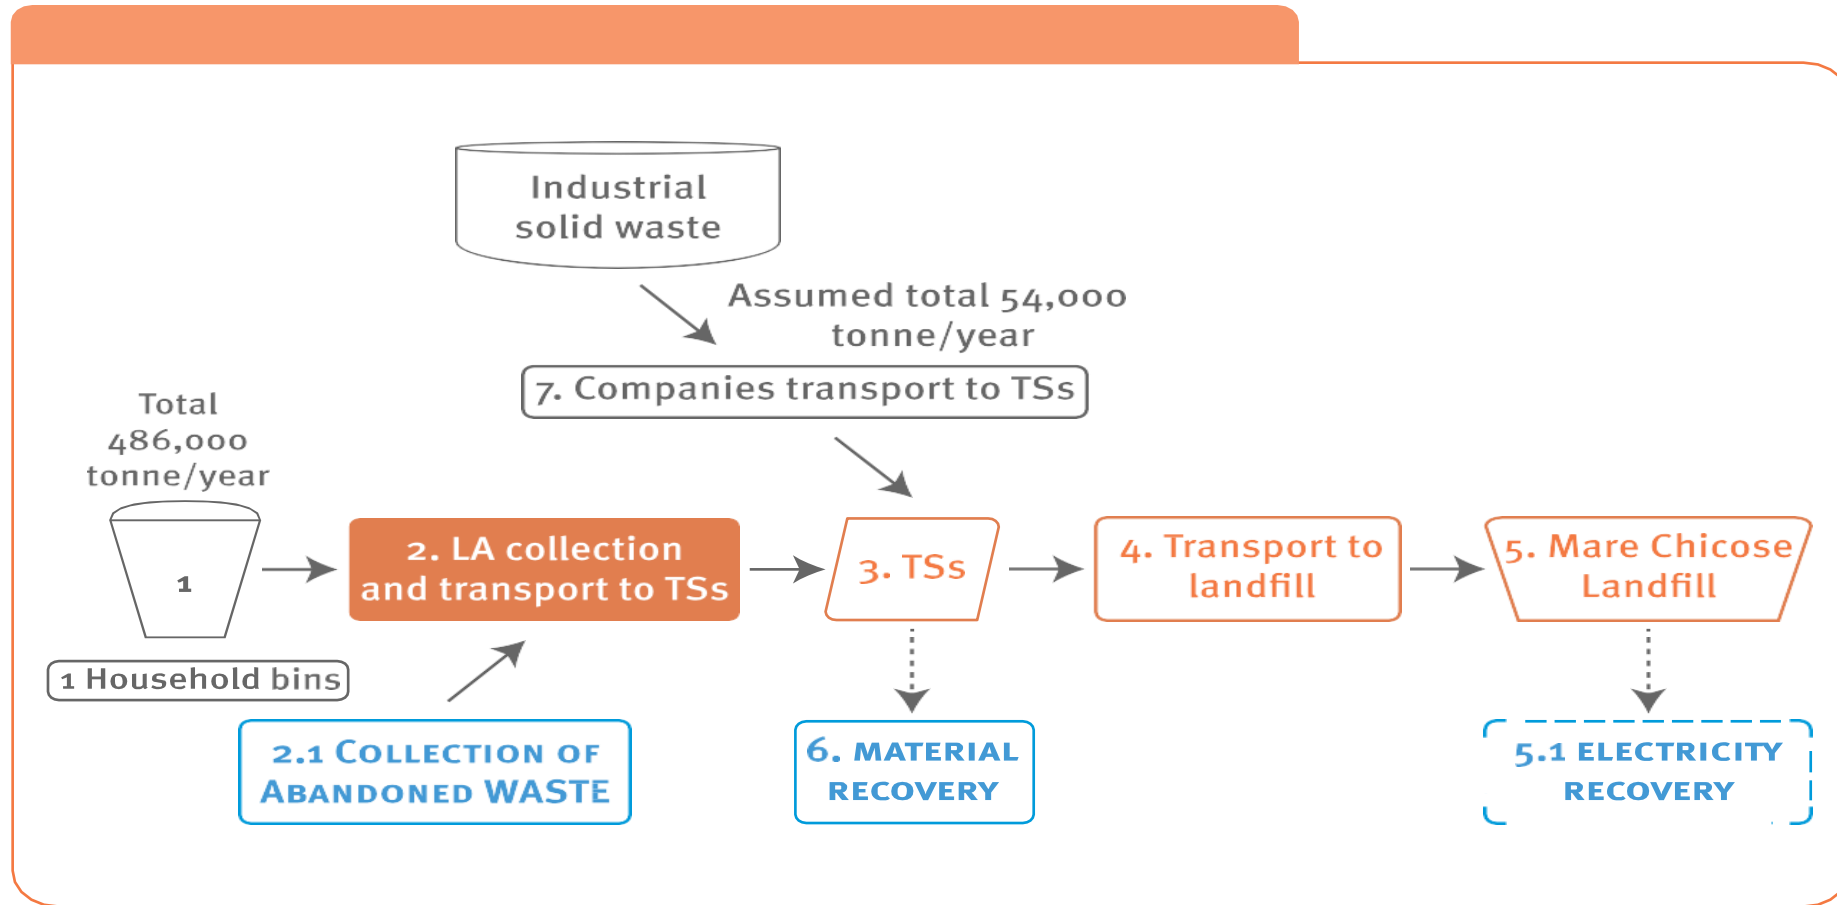 Industrial
solid waste
Assumed total 54,000
tonne/year
7. Companies transport to TSs
Total
486,000
tonne/year
1
1 Household bins
2. LA collection
and transport to TSs
3. TSs
4. Transport to
landfill
5. Mare Chicose
Landfill
2.1 COLLECTION OF
ABANDONED WASTE
6. MATERIAL
RECOVERY
5.1 ELECTRICITY
RECOVERY